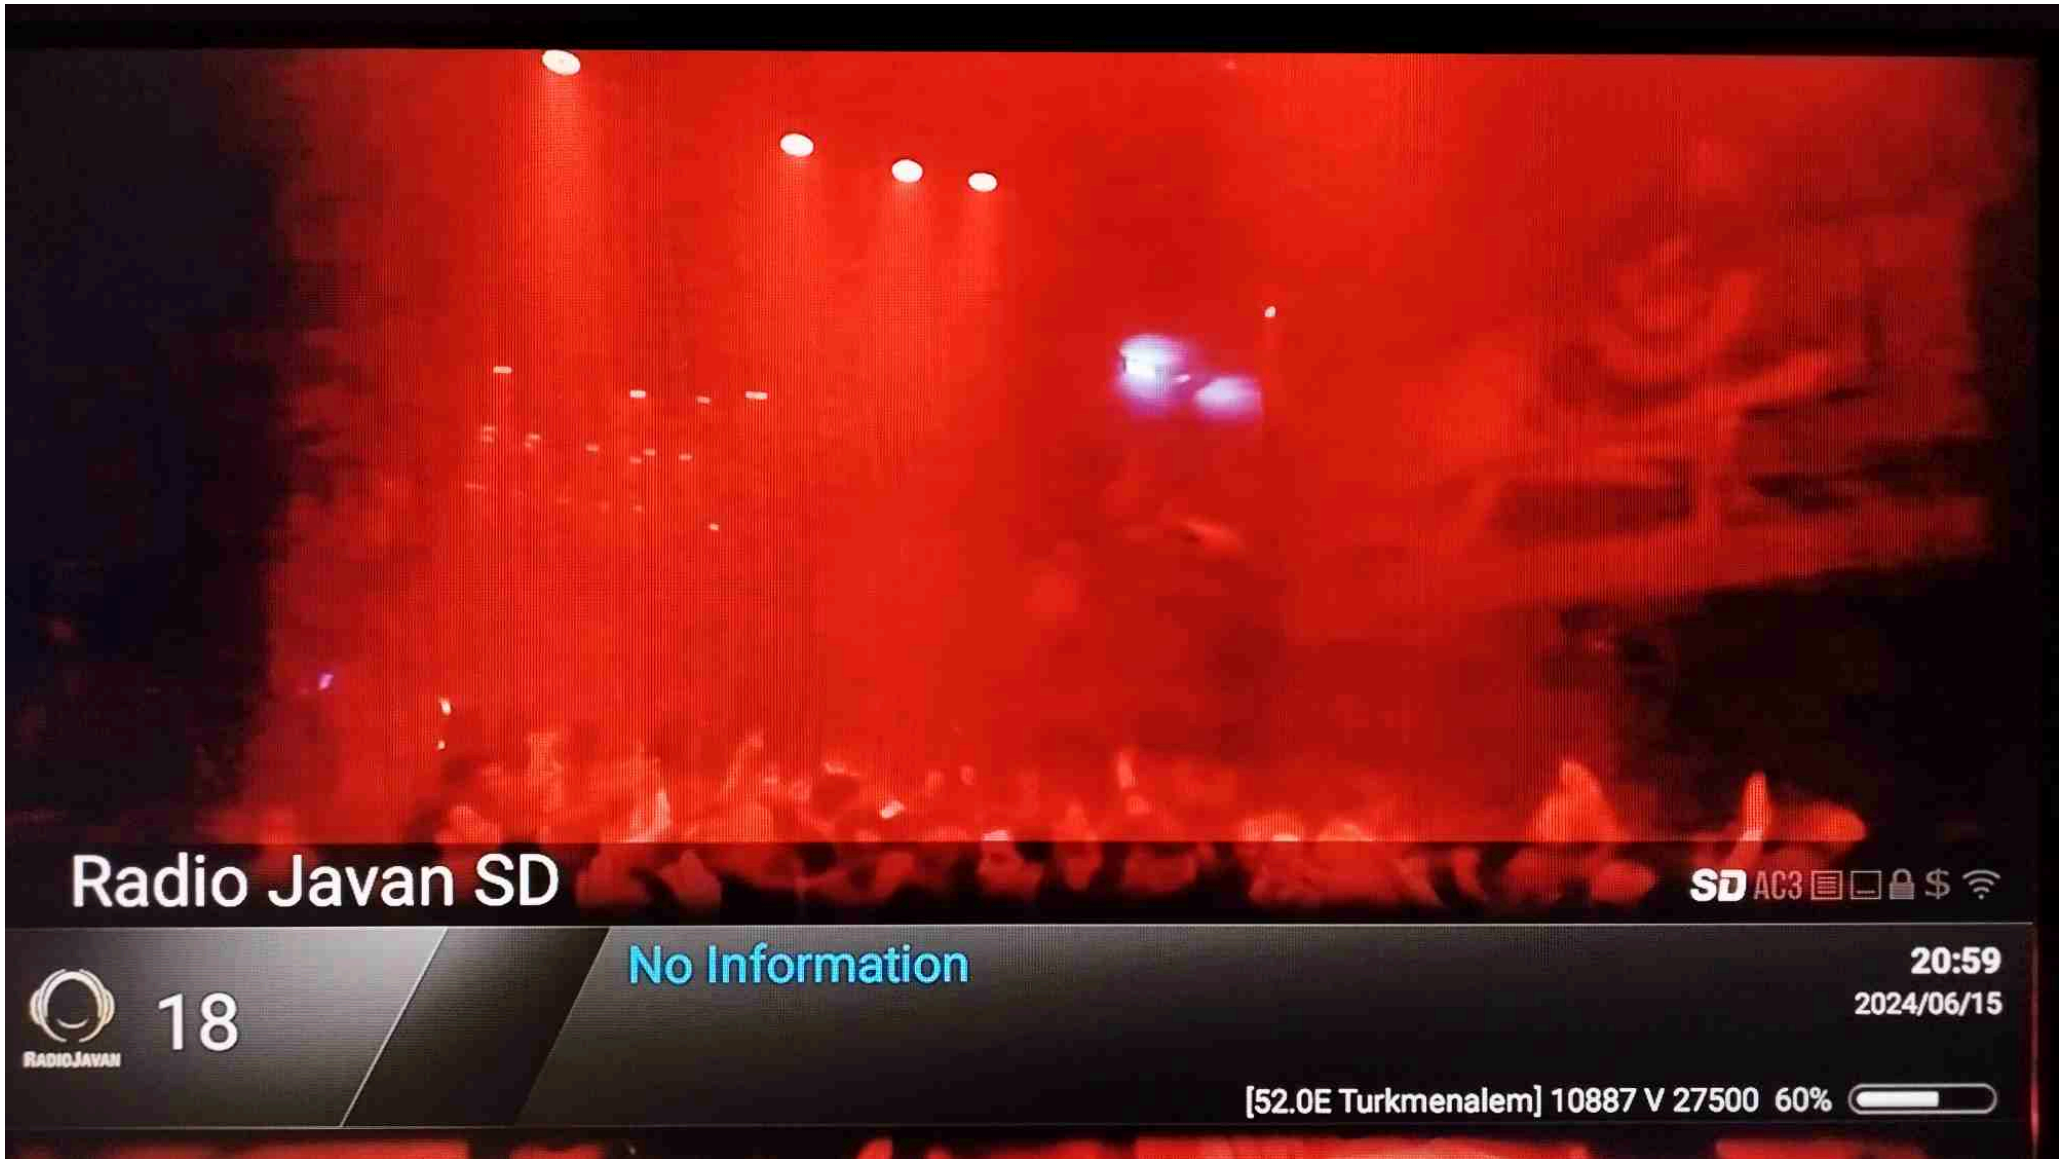 Radio Javan SD
SD AC3 $
No Information
20:59
18
2024/06/15
RADIOJAVAN
[52.0E Turkmenalem] 10887 V 27500 60%